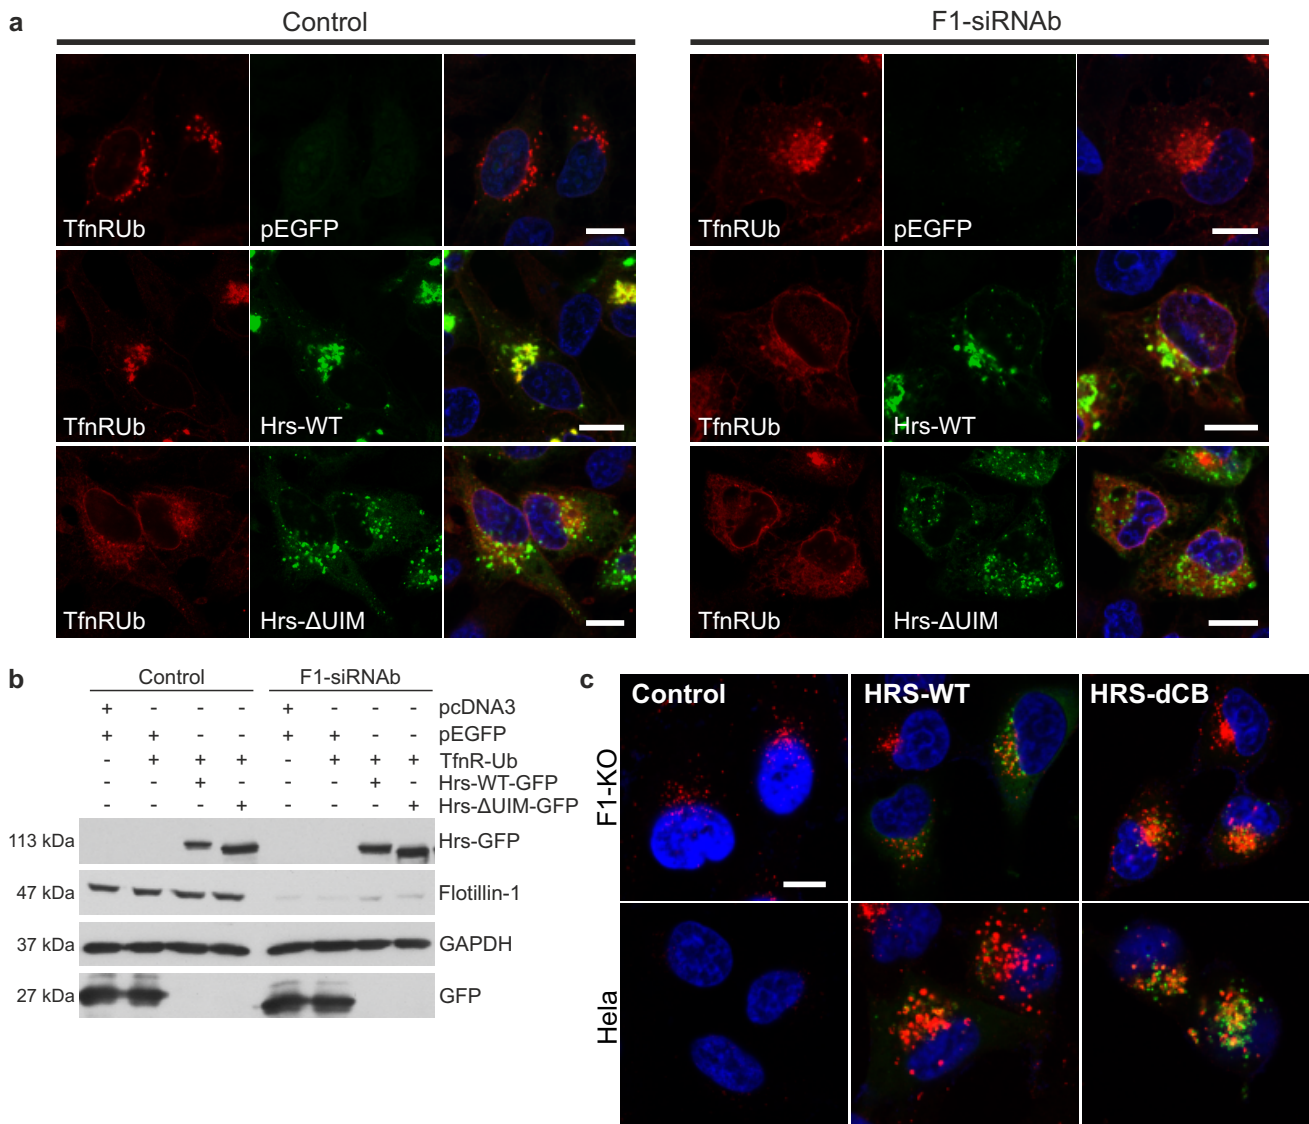 a
Control
F1-siRNAb
TfnRUb
pEGFP
TfnRUb
pEGFP
TfnRUb
Hrs-WT
TfnRUb
Hrs-WT
TfnRUb
Hrs-ΔUIM
TfnRUb
Hrs-ΔUIM
b
Control
F1-siRNAb
+ - - - + - - - pcDNA3
+ + - - + + - - pEGFP
- + + + - + + + TfnR-Ub
- - + - - - + - Hrs-WT-GFP
- - - + - - - + Hrs-ΔUIM-GFP
113 kDa Hrs-GFP
47 kDa Flotillin-1
37 kDa GAPDH
27 kDa GFP
c
Control
HRS-WT
HRS-dCB
F1-KO
Hela